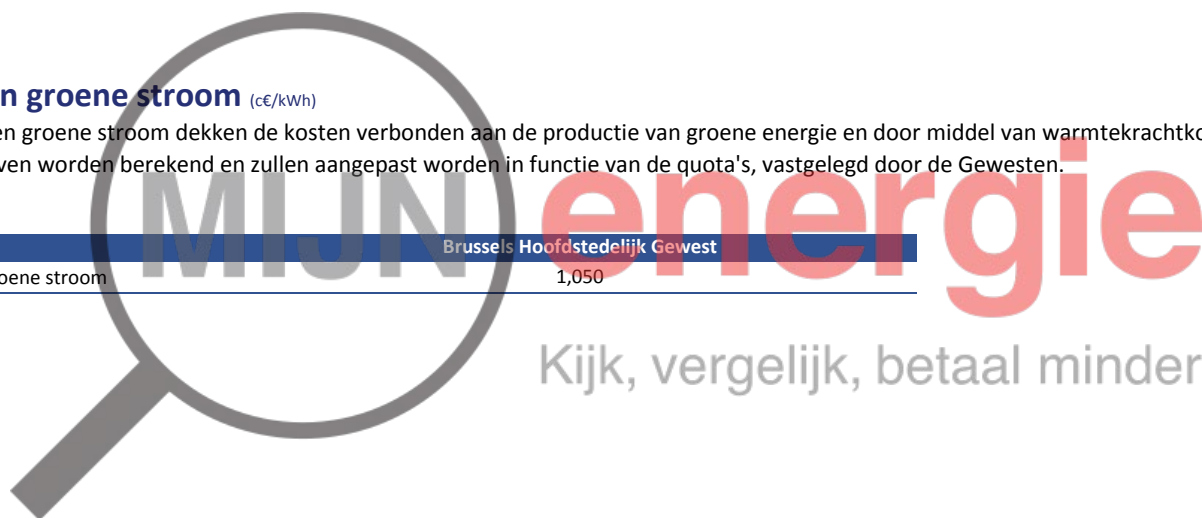 n groene stroom (c€/kWh)
en groene stroom dekken de kosten verbonden aan de productie van groene energie en door middel van warmtekrachtko
ven worden berekend en zullen aangepast worden in functie van de quota's, vastgelegd door de Gewesten.
MIJN energie
Brussels Hoofdstedelijk Gewest
oene stroom 1,050
Kijk, vergelijk, betaal minder